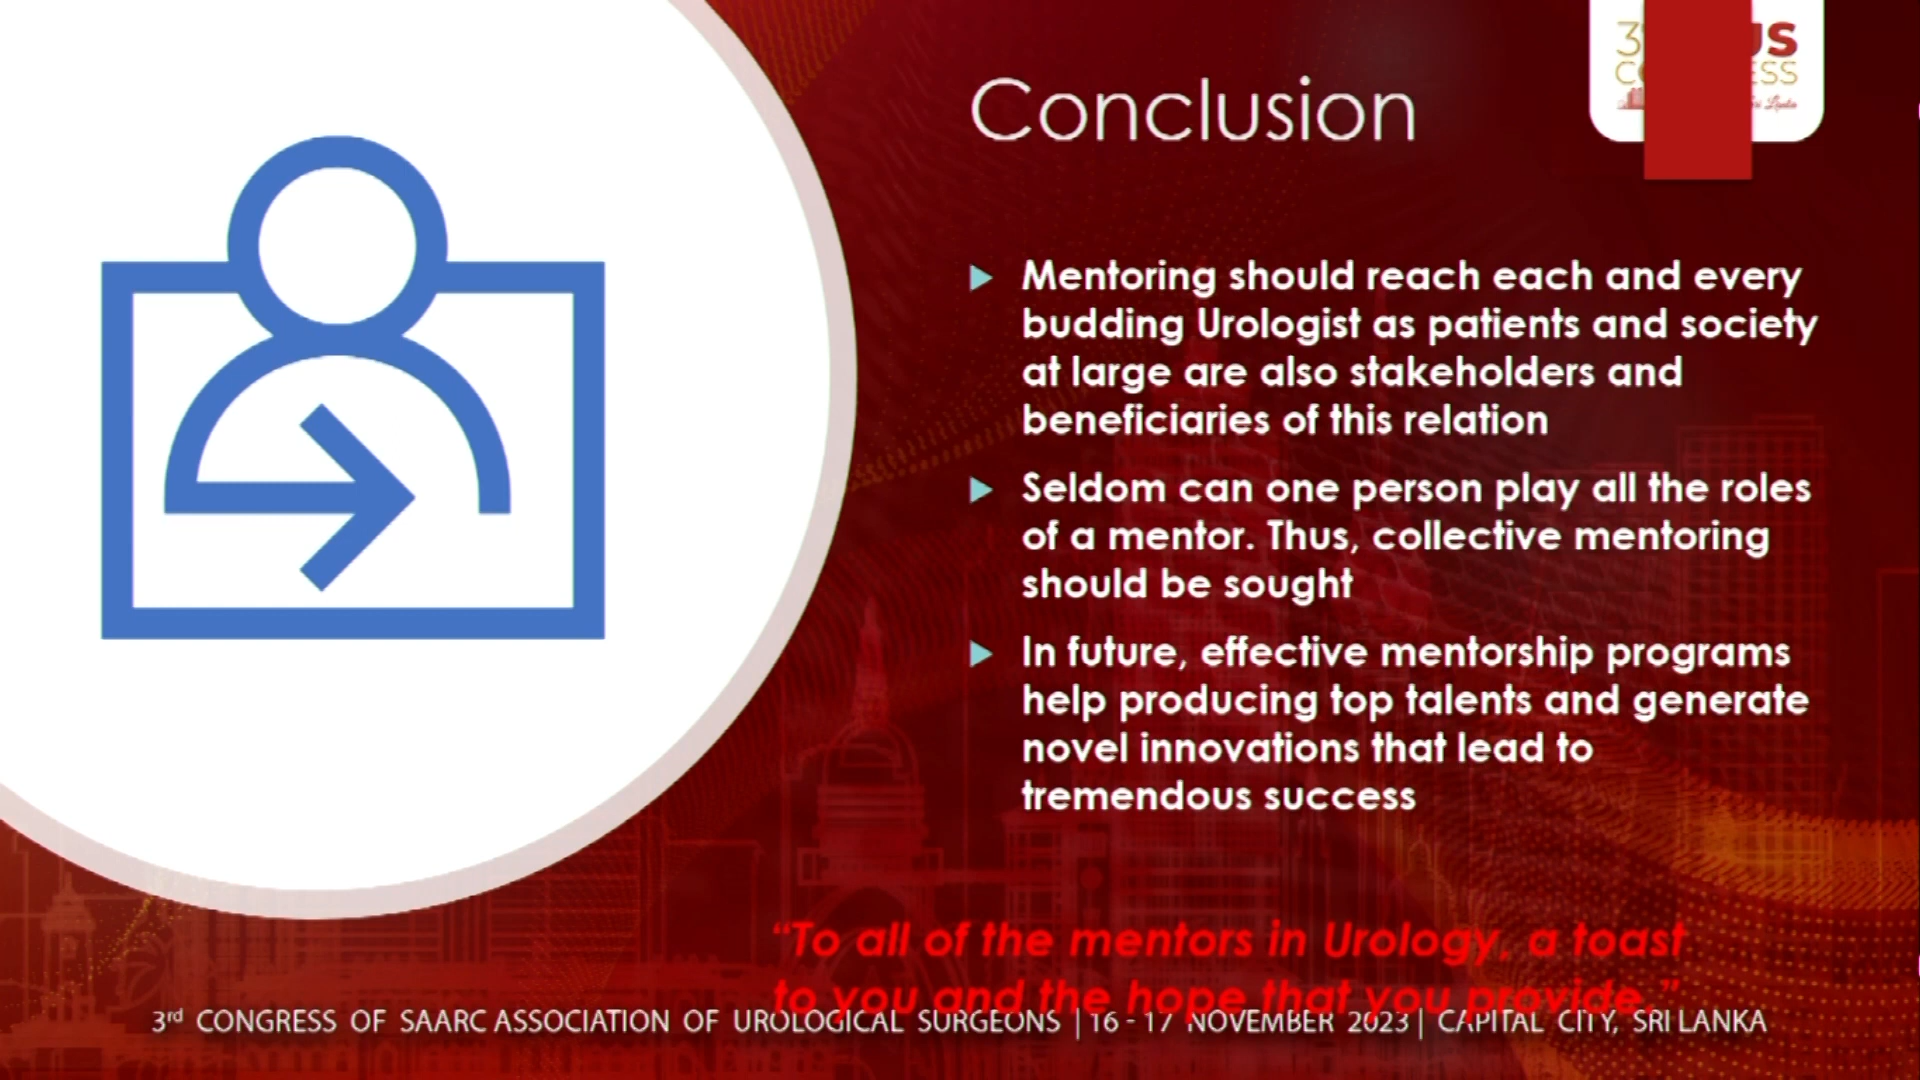 Conclusion
Mentoring should reach each and every
budding Urologist as patients and society
at large are also stakeholders and
beneficiaries of this relation
Seldom can one person play all the roles
of a mentor. Thus, collective mentoring
should be sought
In future, effective mentorship programs
help producing top talents and generate
novel innovations that lead to
tremendous success
“To all of the mentors in Urology, a toast
to you and the hope that you provide.”
3rd CONGRESS OF SAARC ASSOCIATION OF UROLOGICAL SURGEONS | 16 - 17 NOVEMBER 2023 | CAPITAL CITY, SRI LANKA